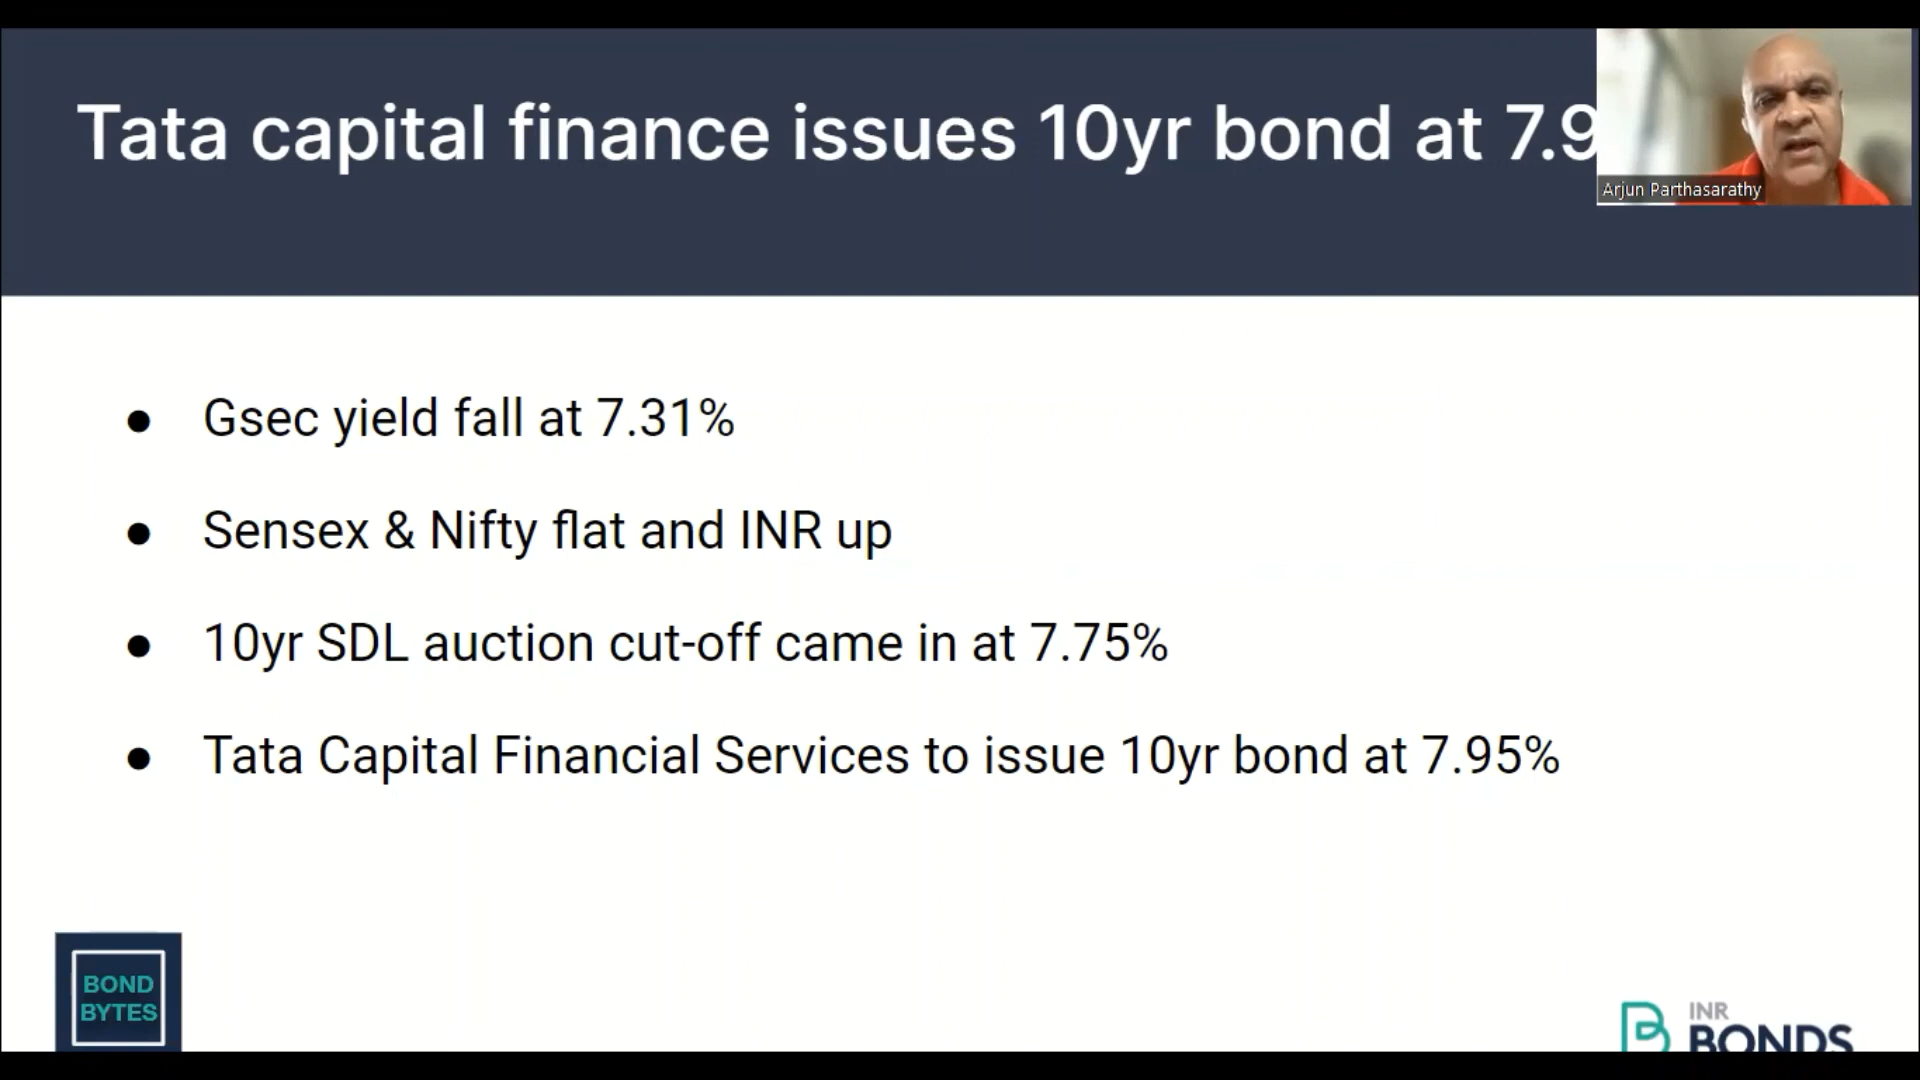 Tata capital finance issues 10yr bond at 7.9
Arjun Parthasarathy
● Gsec yield fall at 7.31%
● Sensex & Nifty flat and INR up
● 10yr SDL auction cut-off came in at 7.75%
● Tata Capital Financial Services to issue 10yr bond at 7.95%
BOND
BYTES
INR
BONDS